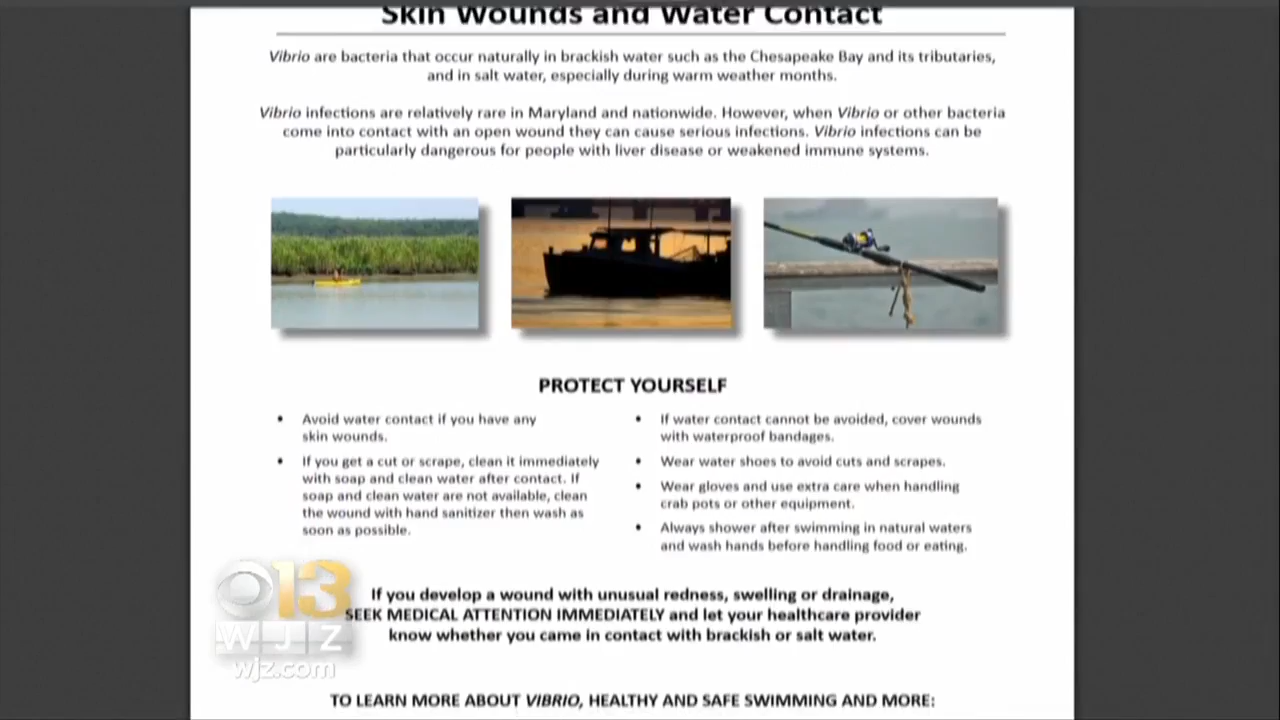 Skin Wounds and Water Contact
Vibrio are bacteria that occur naturally in brackish water such as the Chesapeake Bay and its tributaries,
and in salt water, especially during warm weather months.
Vibrio infections are relatively rare in Maryland and nationwide. However, when Vibrio or other bacteria
come into contact with an open wound they can cause serious infections. Vibrio infections can be
particularly dangerous for people with liver disease or weakened immune systems.
PROTECT YOURSELF
• Avoid water contact if you have any
skin wounds.
• If you get a cut or scrape, clean it immediately
with soap and clean water after contact. If
soap and clean water are not available, clean
the wound with hand sanitizer then wash as
soon as possible.
• If water contact cannot be avoided, cover wounds
with waterproof bandages.
• Wear water shoes to avoid cuts and scrapes.
• Wear gloves and use extra care when handling
crab pots or other equipment.
• Always shower after swimming in natural waters
and wash hands before handling food or eating.
If you develop a wound with unusual redness, swelling or drainage,
SEEK MEDICAL ATTENTION IMMEDIATELY and let your healthcare provider
know whether you came in contact with brackish or salt water.
13
WJZ
wjz.com
TO LEARN MORE ABOUT VIBRIO, HEALTHY AND SAFE SWIMMING AND MORE: